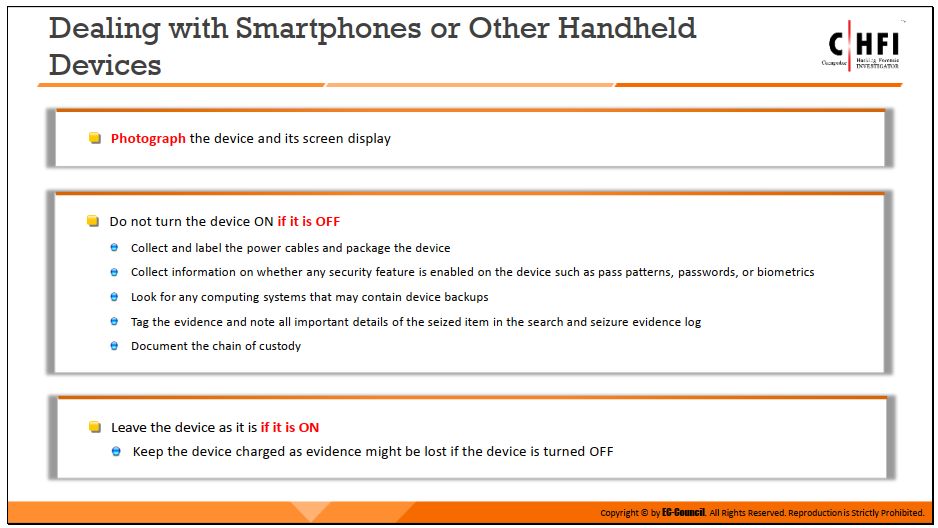 Dealing with Smartphones or Other Handheld
Devices
C HFI
Computer Hacking Forensic
INVESTIGATOR
Photograph the device and its screen display
Do not turn the device ON if it is OFF
Collect and label the power cables and package the device
Collect information on whether any security feature is enabled on the device such as pass patterns, passwords, or biometrics
Look for any computing systems that may contain device backups
Tag the evidence and note all important details of the seized item in the search and seizure evidence log
Document the chain of custody
Leave the device as it is if it is ON
Keep the device charged as evidence might be lost if the device is turned OFF
Copyright © by EC-Council. All Rights Reserved. Reproduction is Strictly Prohibited.